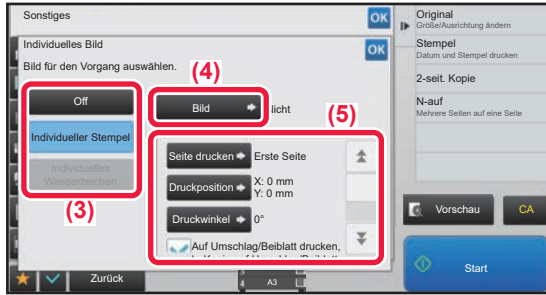 Sonstiges
OK
Individuelles Bild
OK
Bild für den Vorgang auswählen.
(4)
Off
Bild
licht
(5)
Individueller Stempel
Individuelles
Wasserzeichen
(3)
Seite drucken
Erste Seite
Druckposition
X: 0 mm
Y: 0 mm
Druckwinkel
0°
Auf Umschlag/Beiblatt drucken,
Zurück
4 A3
Original
Größe/Ausrichtung ändern
Stempel
Datum und Stempel drucken
2-seit. Kopie
N-auf
Mehrere Seiten auf eine Seite
Vorschau
CA
Start